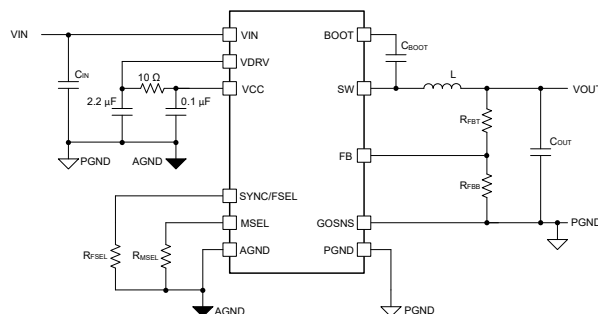 VIN
VIN
BOOT
CBOOT
VDRV
CIN
10 Ω
VCC
SW
L
VOUT
2.2 µF
0.1 µF
RFBT
COUT
PGND
AGND
FB
RFBB
SYNC/FSEL
MSEL
GOSNS
PGND
RFSEL
RMSEL
AGND
PGND
AGND
PGND